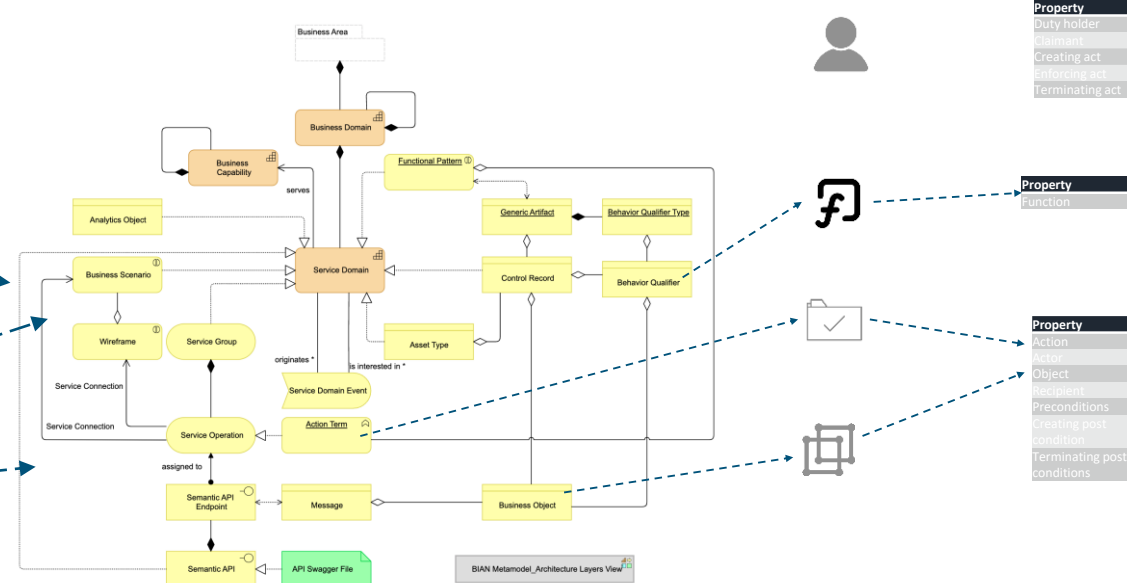 Business Area
Business Domain
Business
Capability
serves
Functional Pattern
Analytics Object
Generic Artifact
Behavior Qualifier Type
Business Scenario
Service Domain
Control Record
Behavior Qualifier
Wireframe
Service Group
Asset Type
originates *
is interested in *
Service Connection
Service Domain Event
Service Connection
Service Operation
Action Term
assigned to
Semantic API
Endpoint
Message
Business Object
Semantic API
API Swagger File
BIAN Metamodel_Architecture Layers View
Property
Duty holder
Claimant
Creating act
Enforcing act
Terminating act
Property
Function
Property
Action
Actor
Object
Recipient
Preconditions
Creating post
condition
Terminating post
conditions